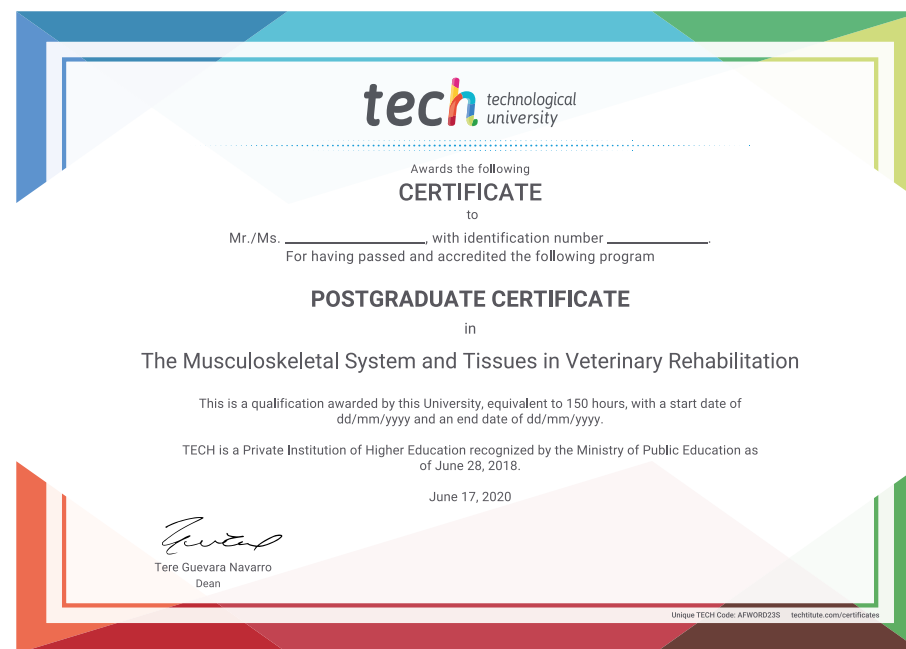 tech technological
university
Awards the following
CERTIFICATE
to
Mr./Ms. ____________________, with identification number ______________.
For having passed and accredited the following program
POSTGRADUATE CERTIFICATE
in
The Musculoskeletal System and Tissues in Veterinary Rehabilitation
This is a qualification awarded by this University, equivalent to 150 hours, with a start date of
dd/mm/yyyy and an end date of dd/mm/yyyy.
TECH is a Private Institution of Higher Education recognized by the Ministry of Public Education as
of June 28, 2018.
June 17, 2020
Tere Guevara Navarro
Dean
Unique TECH Code: AFWORD23S techtitute.com/certificates